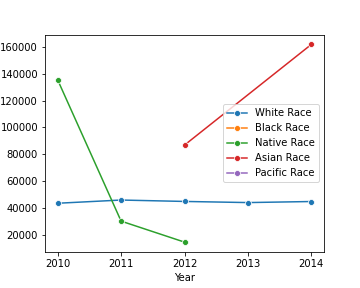 160000
140000
120000
100000
80000
60000
40000
20000
White Race
Black Race
Native Race
Asian Race
Pacific Race
2010 2011 2012 2013 2014
Year